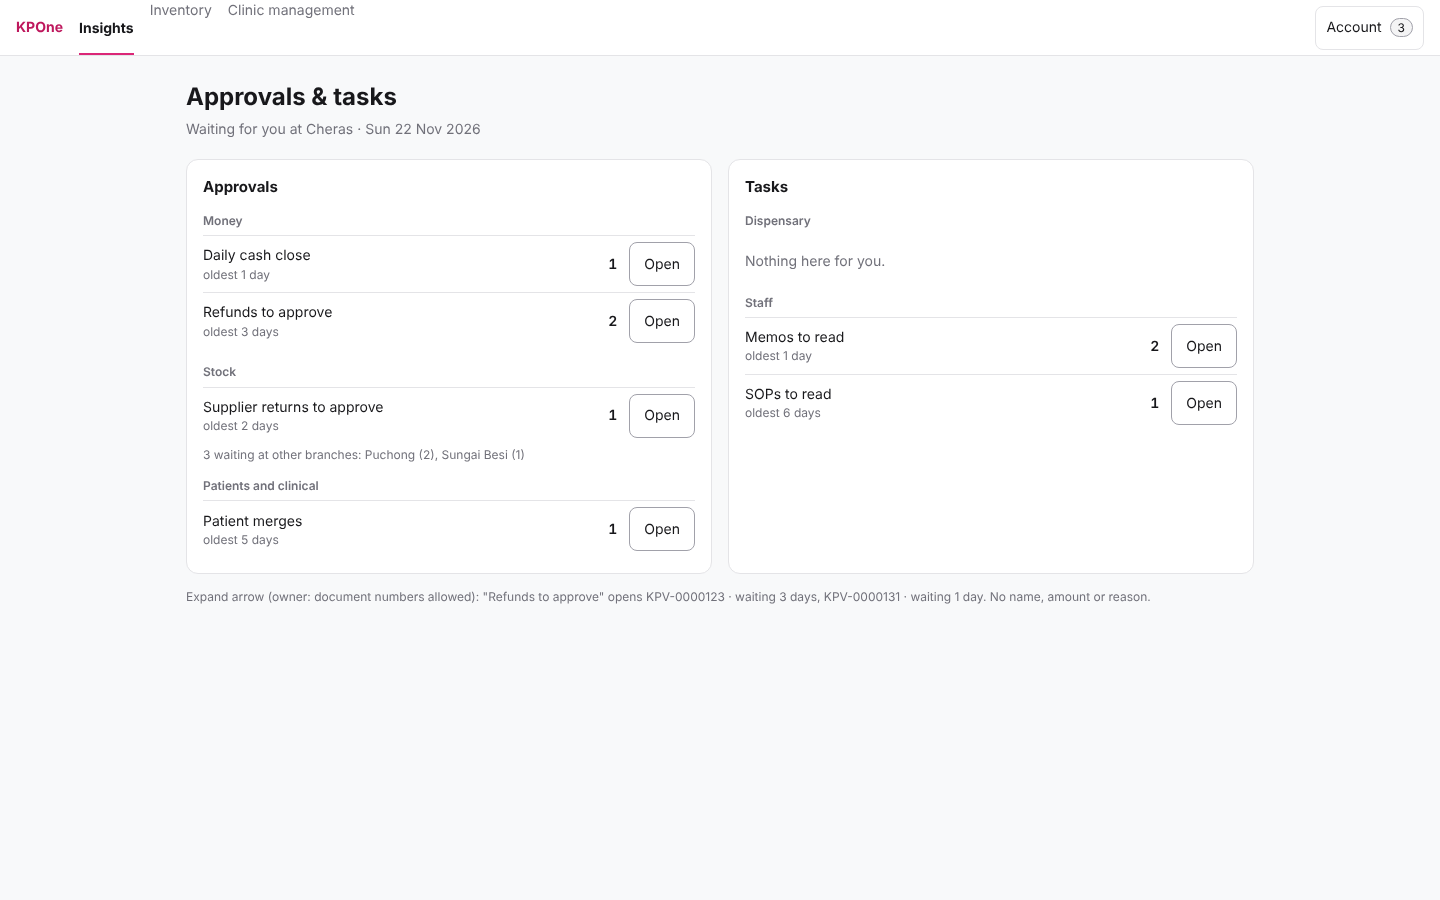 KPOne
Insights
Inventory
Clinic management
Account 3
Approvals & tasks
Waiting for you at Cheras · Sun 22 Nov 2026
Approvals
Money
Daily cash close
oldest 1 day
1
Open
Refunds to approve
oldest 3 days
2
Open
Stock
Supplier returns to approve
oldest 2 days
1
Open
3 waiting at other branches: Puchong (2), Sungai Besi (1)
Patients and clinical
Patient merges
oldest 5 days
1
Open
Tasks
Dispensary
Nothing here for you.
Staff
Memos to read
oldest 1 day
2
Open
SOPs to read
oldest 6 days
1
Open
Expand arrow (owner: document numbers allowed): "Refunds to approve" opens KPV-0000123 · waiting 3 days, KPV-0000131 · waiting 1 day. No name, amount or reason.